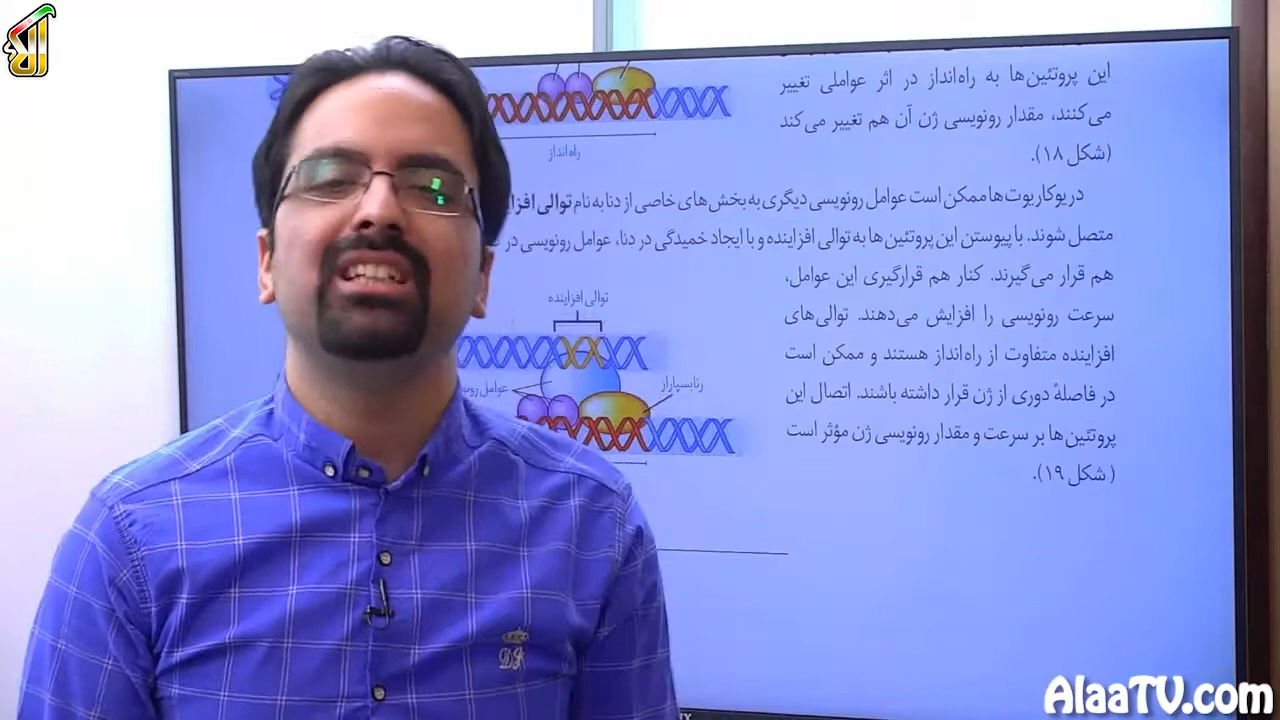 آلاء
این پروتئین‌ها به راه‌انداز در اثر عواملی تغییر
می‌کنند، مقدار رونویسی ژن آن هم تغییر می‌کند
(شکل ۱۸).
راه‌انداز
در یوکاریوت‌ها ممکن است عوامل رونویسی دیگری به بخش‌های خاصی از دنا به نام توالی
متصل شوند. با پیوستن این پروتئین‌ها به توالی افزاینده و با ایجاد خمیدگی در دنا، عوامل رونویسی در
هم قرار می‌گیرند. کنار هم قرارگیری این عوامل،
سرعت رونویسی را افزایش می‌دهند. توالی‌های
افزاینده متفاوت از راه‌انداز هستند و ممکن است
در فاصلهٔ دوری از ژن قرار داشته باشند. اتصال این
پروتئین‌ها بر سرعت و مقدار رونویسی ژن مؤثر است
(شکل ۱۹).
توالی افزاینده
رنابسپاراز
عوامل
AlaaTV.com